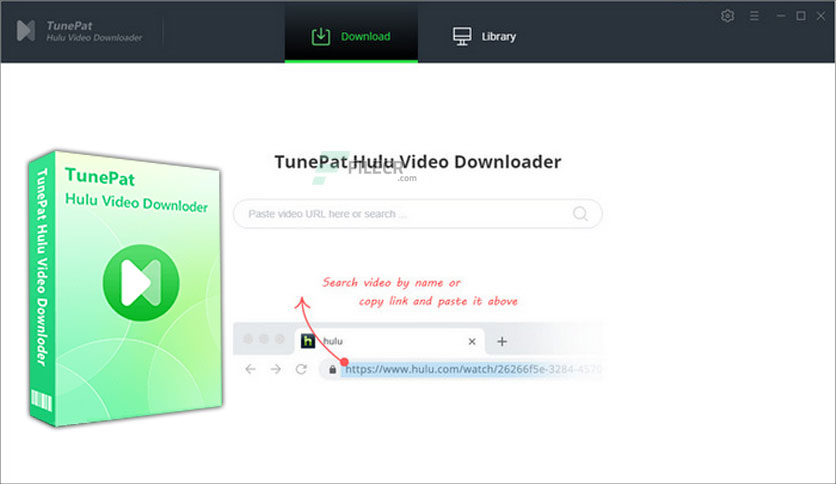 TunePat
Hulu Video Downloader
Download
Library
TunePat Hulu Video Downloader
FILECR
.com
TunePat
Hulu Video Downloder
TunePat Hulu Video Downloder
Paste video URL here or search ...
Search video by name or
copy link and paste it above
hulu
https://www.hulu.com/watch/26266f5e-3284-4570